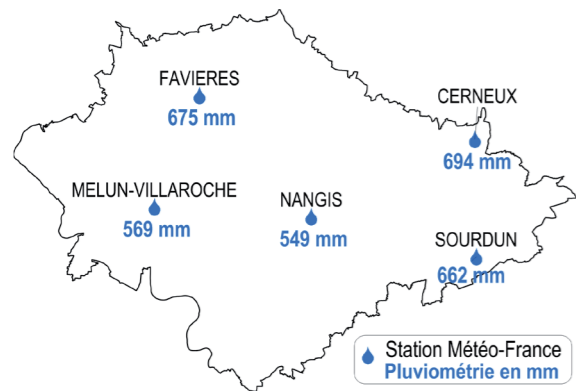 FAVIERES
675 mm
CERNEUX
694 mm
MELUN-VILLAROCHE
569 mm
NANGIS
549 mm
SOURDUN
662 mm
Station Météo-France
Pluviométrie en mm